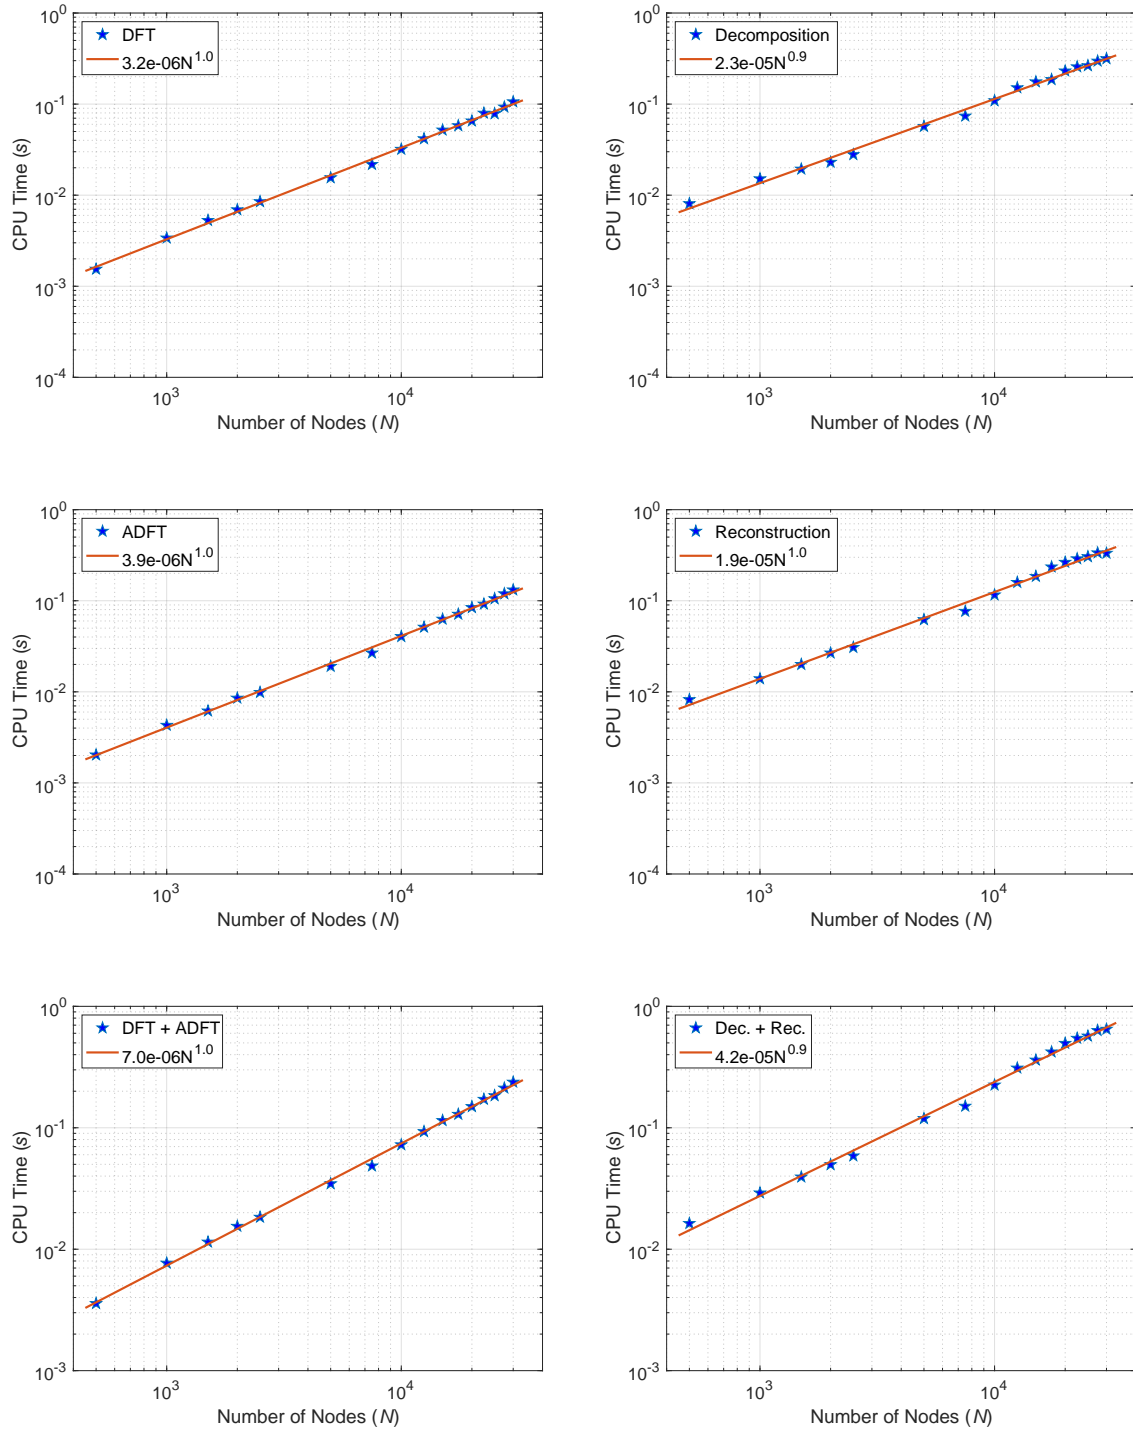 10^0
DFT
3.2e-06N^1.0
10^-1
10^-2
10^-3
10^-4
CPU Time (s)
10^3
10^4
Number of Nodes (N)
10^0
Decomposition
2.3e-05N^0.9
10^-1
10^-2
10^-3
10^-4
CPU Time (s)
10^3
10^4
Number of Nodes (N)
10^0
ADFT
3.9e-06N^1.0
10^-1
10^-2
10^-3
10^-4
CPU Time (s)
10^3
10^4
Number of Nodes (N)
10^0
Reconstruction
1.9e-05N^1.0
10^-1
10^-2
10^-3
10^-4
CPU Time (s)
10^3
10^4
Number of Nodes (N)
10^0
DFT + ADFT
7.0e-06N^1.0
10^-1
10^-2
10^-3
CPU Time (s)
10^3
10^4
Number of Nodes (N)
10^0
Dec. + Rec.
4.2e-05N^0.9
10^-1
10^-2
10^-3
CPU Time (s)
10^3
10^4
Number of Nodes (N)